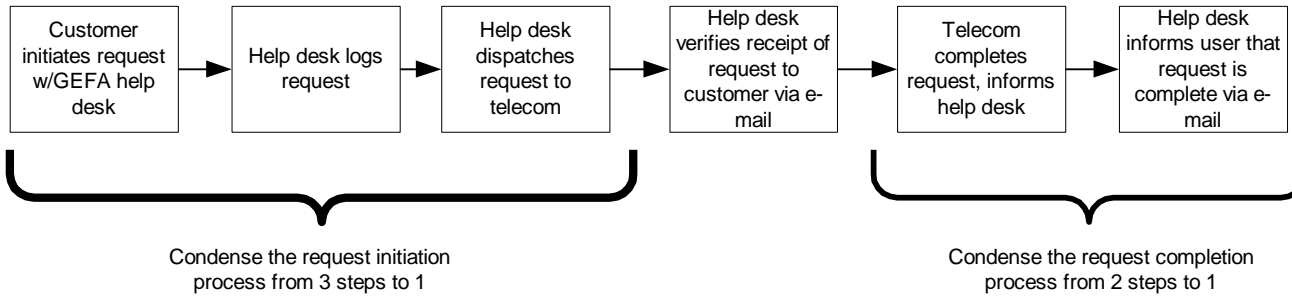 Customer
initiates request
w/GEFA help
desk
Help desk logs
request
Help desk
dispatches
request to
telecom
Help desk
verifies receipt of
request to
customer via e-
mail
Telecom
completes
request, informs
help desk
Help desk
informs user that
request is
complete via e-
mail
Condense the request initiation
process from 3 steps to 1
Condense the request completion
process from 2 steps to 1